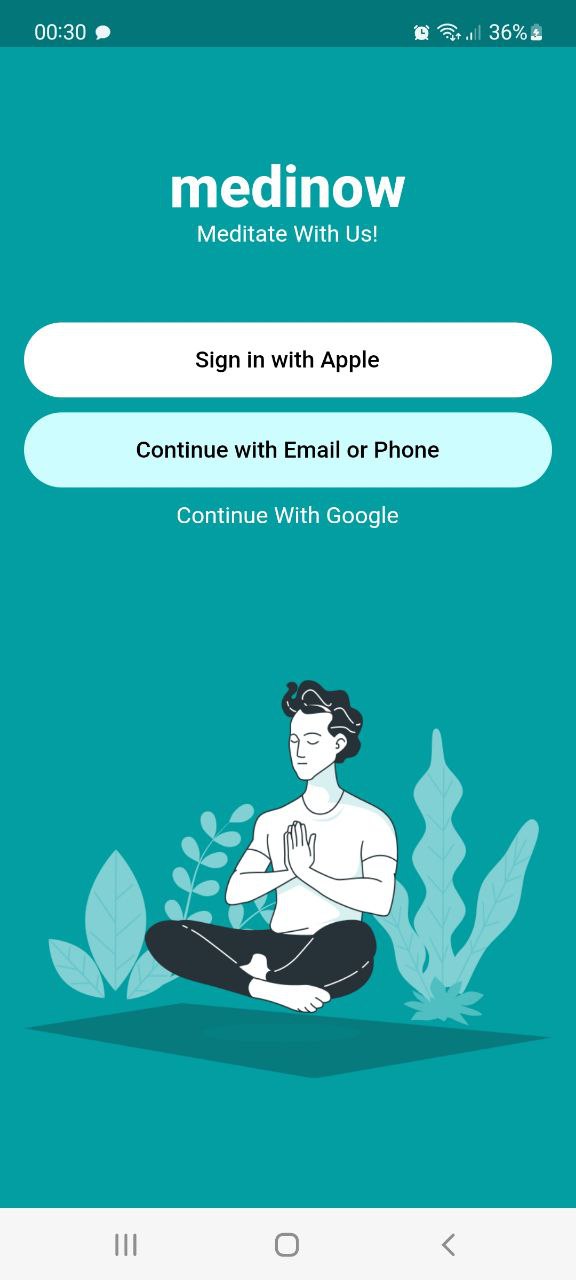 00:30 36%
medinow
Meditate With Us!
Sign in with Apple
Continue with Email or Phone
Continue With Google